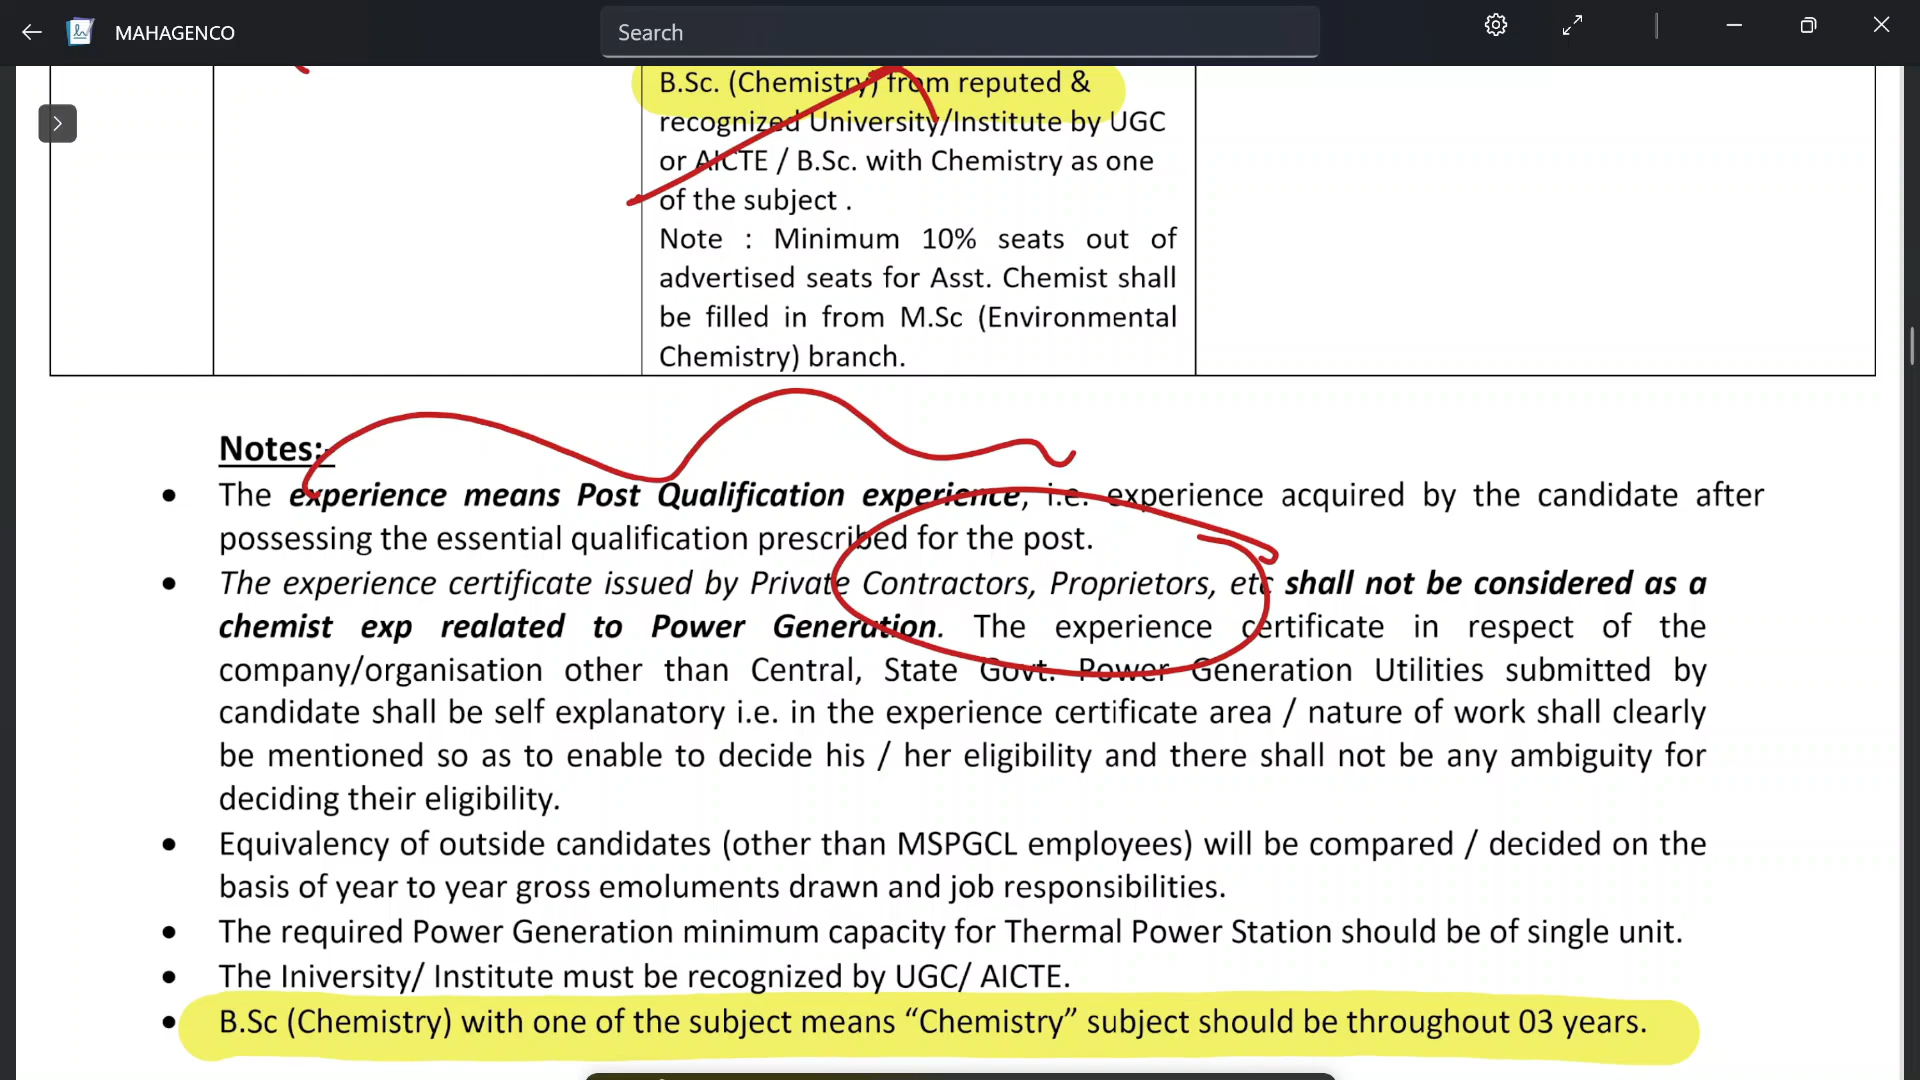 MAHAGENCO
Search
B.Sc. (Chemistry) from reputed &
recognized University/Institute by UGC
or AICTE / B.Sc. with Chemistry as one
of the subject .
Note : Minimum 10% seats out of
advertised seats for Asst. Chemist shall
be filled in from M.Sc (Environmental
Chemistry) branch.
Notes:-
• The experience means Post Qualification experience, i.e. experience acquired by the candidate after
possessing the essential qualification prescribed for the post.
• The experience certificate issued by Private Contractors, Proprietors, etc shall not be considered as a
chemist exp realated to Power Generation. The experience certificate in respect of the
company/organisation other than Central, State Govt. Power Generation Utilities submitted by
candidate shall be self explanatory i.e. in the experience certificate area / nature of work shall clearly
be mentioned so as to enable to decide his / her eligibility and there shall not be any ambiguity for
deciding their eligibility.
• Equivalency of outside candidates (other than MSPGCL employees) will be compared / decided on the
basis of year to year gross emoluments drawn and job responsibilities.
• The required Power Generation minimum capacity for Thermal Power Station should be of single unit.
• The Iniversity/ Institute must be recognized by UGC/ AICTE.
• B.Sc (Chemistry) with one of the subject means “Chemistry” subject should be throughout 03 years.